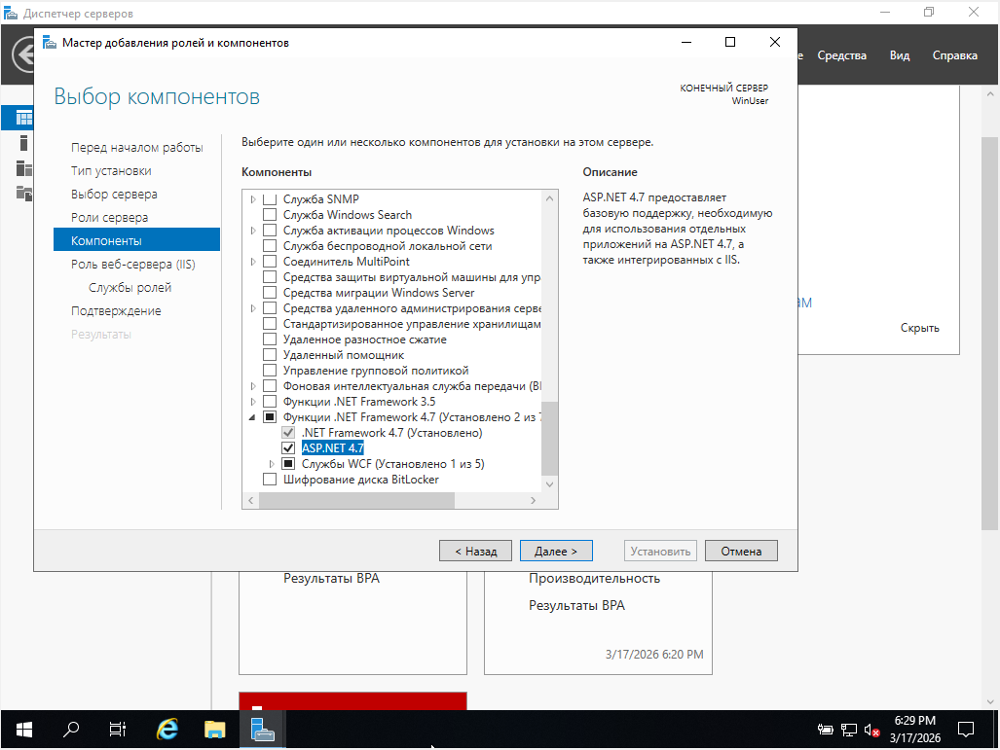 Диспетчер серверов
Мастер добавления ролей и компонентов
Средства
Вид
Справка
Выбор компонентов
КОНЕЧНЫЙ СЕРВЕР
WinUser
Перед началом работы
Тип установки
Выбор сервера
Роли сервера
Компоненты
Роль веб-сервера (IIS)
Службы ролей
Подтверждение
Результаты
Выберите один или несколько компонентов для установки на этом сервере.
Компоненты
Служба SNMP
Служба Windows Search
Служба активации процессов Windows
Служба беспроводной локальной сети
Соединитель MultiPoint
Средства защиты виртуальной машины для упр
Средства миграции Windows Server
Средства удаленного администрирования серве
Стандартизированное управление хранилищам
Удаленное разностное сжатие
Удаленный помощник
Управление групповой политикой
Фоновая интеллектуальная служба передачи (BI
Функции .NET Framework 3.5
Функции .NET Framework 4.7 (Установлено 2 из 7
.NET Framework 4.7 (Установлено)
ASP.NET 4.7
Службы WCF (Установлено 1 из 5)
Шифрование диска BitLocker
Описание
ASP.NET 4.7 предоставляет
базовую поддержку, необходимую
для использования отдельных
приложений на ASP.NET 4.7, а
также интегрированных с IIS.
Скрыть
< Назад
Далее >
Установить
Отмена
Результаты BPA
Производительность
Результаты BPA
3/17/2026 6:20 PM
6:29 PM
3/17/2026